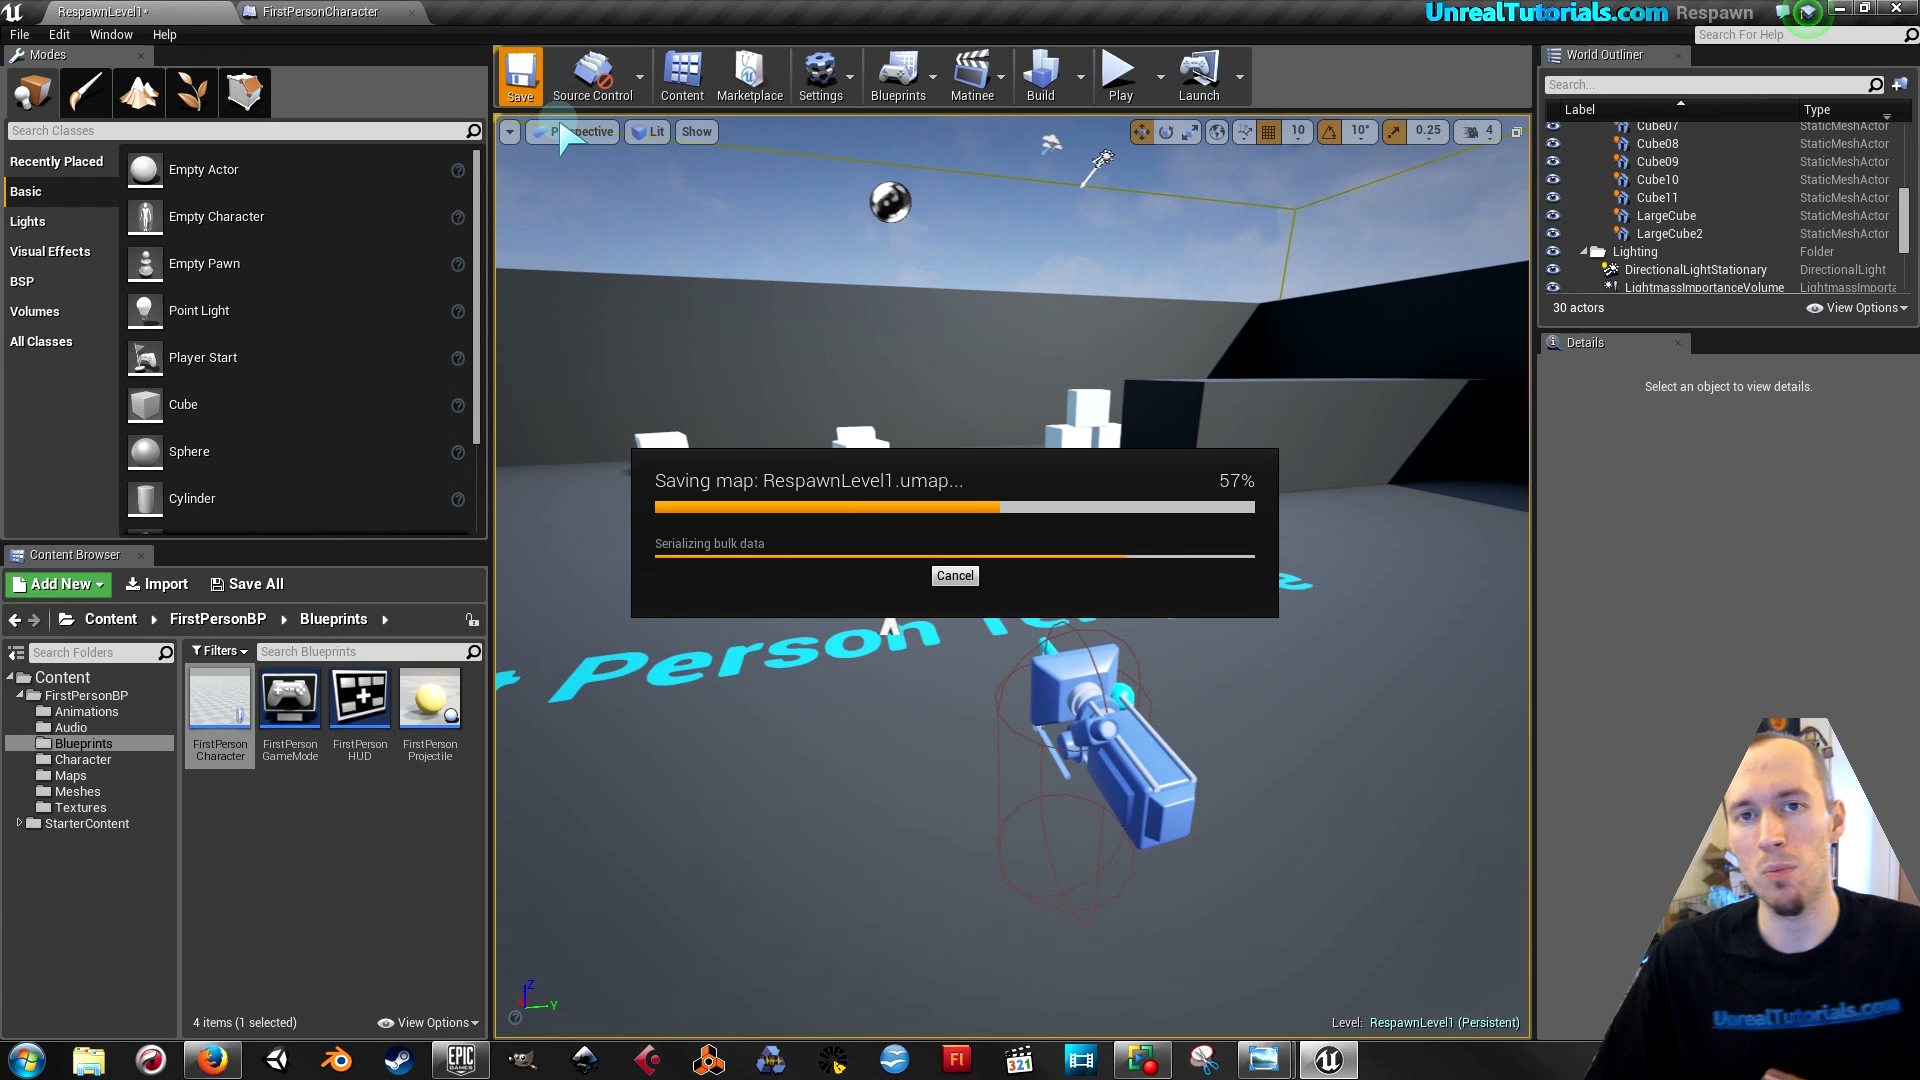 RespawnLevel1*
FirstPersonCharacter
UnrealTutorials.com Respawn
File Edit Window Help
Search For Help
Modes
Save
Source Control
Content
Marketplace
Settings
Blueprints
Matinee
Build
Play
Launch
World Outliner
Search...
Label
Type
Search Classes
Perspective
Lit
Show
10
10°
0.25
4
Cube07 StaticMeshActor
Cube08 StaticMeshActor
Cube09 StaticMeshActor
Cube10 StaticMeshActor
Cube11 StaticMeshActor
LargeCube StaticMeshActor
LargeCube2 StaticMeshActor
Lighting Folder
DirectionalLightStationary DirectionalLight
LightmassImportanceVolume LightmassImporta
30 actors
View Options
Details
Select an object to view details.
Recently Placed
Basic
Lights
Visual Effects
BSP
Volumes
All Classes
Empty Actor
Empty Character
Empty Pawn
Point Light
Player Start
Cube
Sphere
Cylinder
Saving map: RespawnLevel1.umap...
57%
Serializing bulk data
Cancel
Person
Content Browser
Add New
Import
Save All
Content
FirstPersonBP
Blueprints
Search Folders
Filters
Search Blueprints
Content
FirstPersonBP
Animations
Audio
Blueprints
Character
Maps
Meshes
Textures
StarterContent
FirstPerson Character
FirstPerson GameMode
FirstPerson HUD
FirstPerson Projectile
4 items (1 selected)
View Options
Z
Y
Level: RespawnLevel1 (Persistent)
UnrealTutorials.com
EPIC GAMES
Fl
321